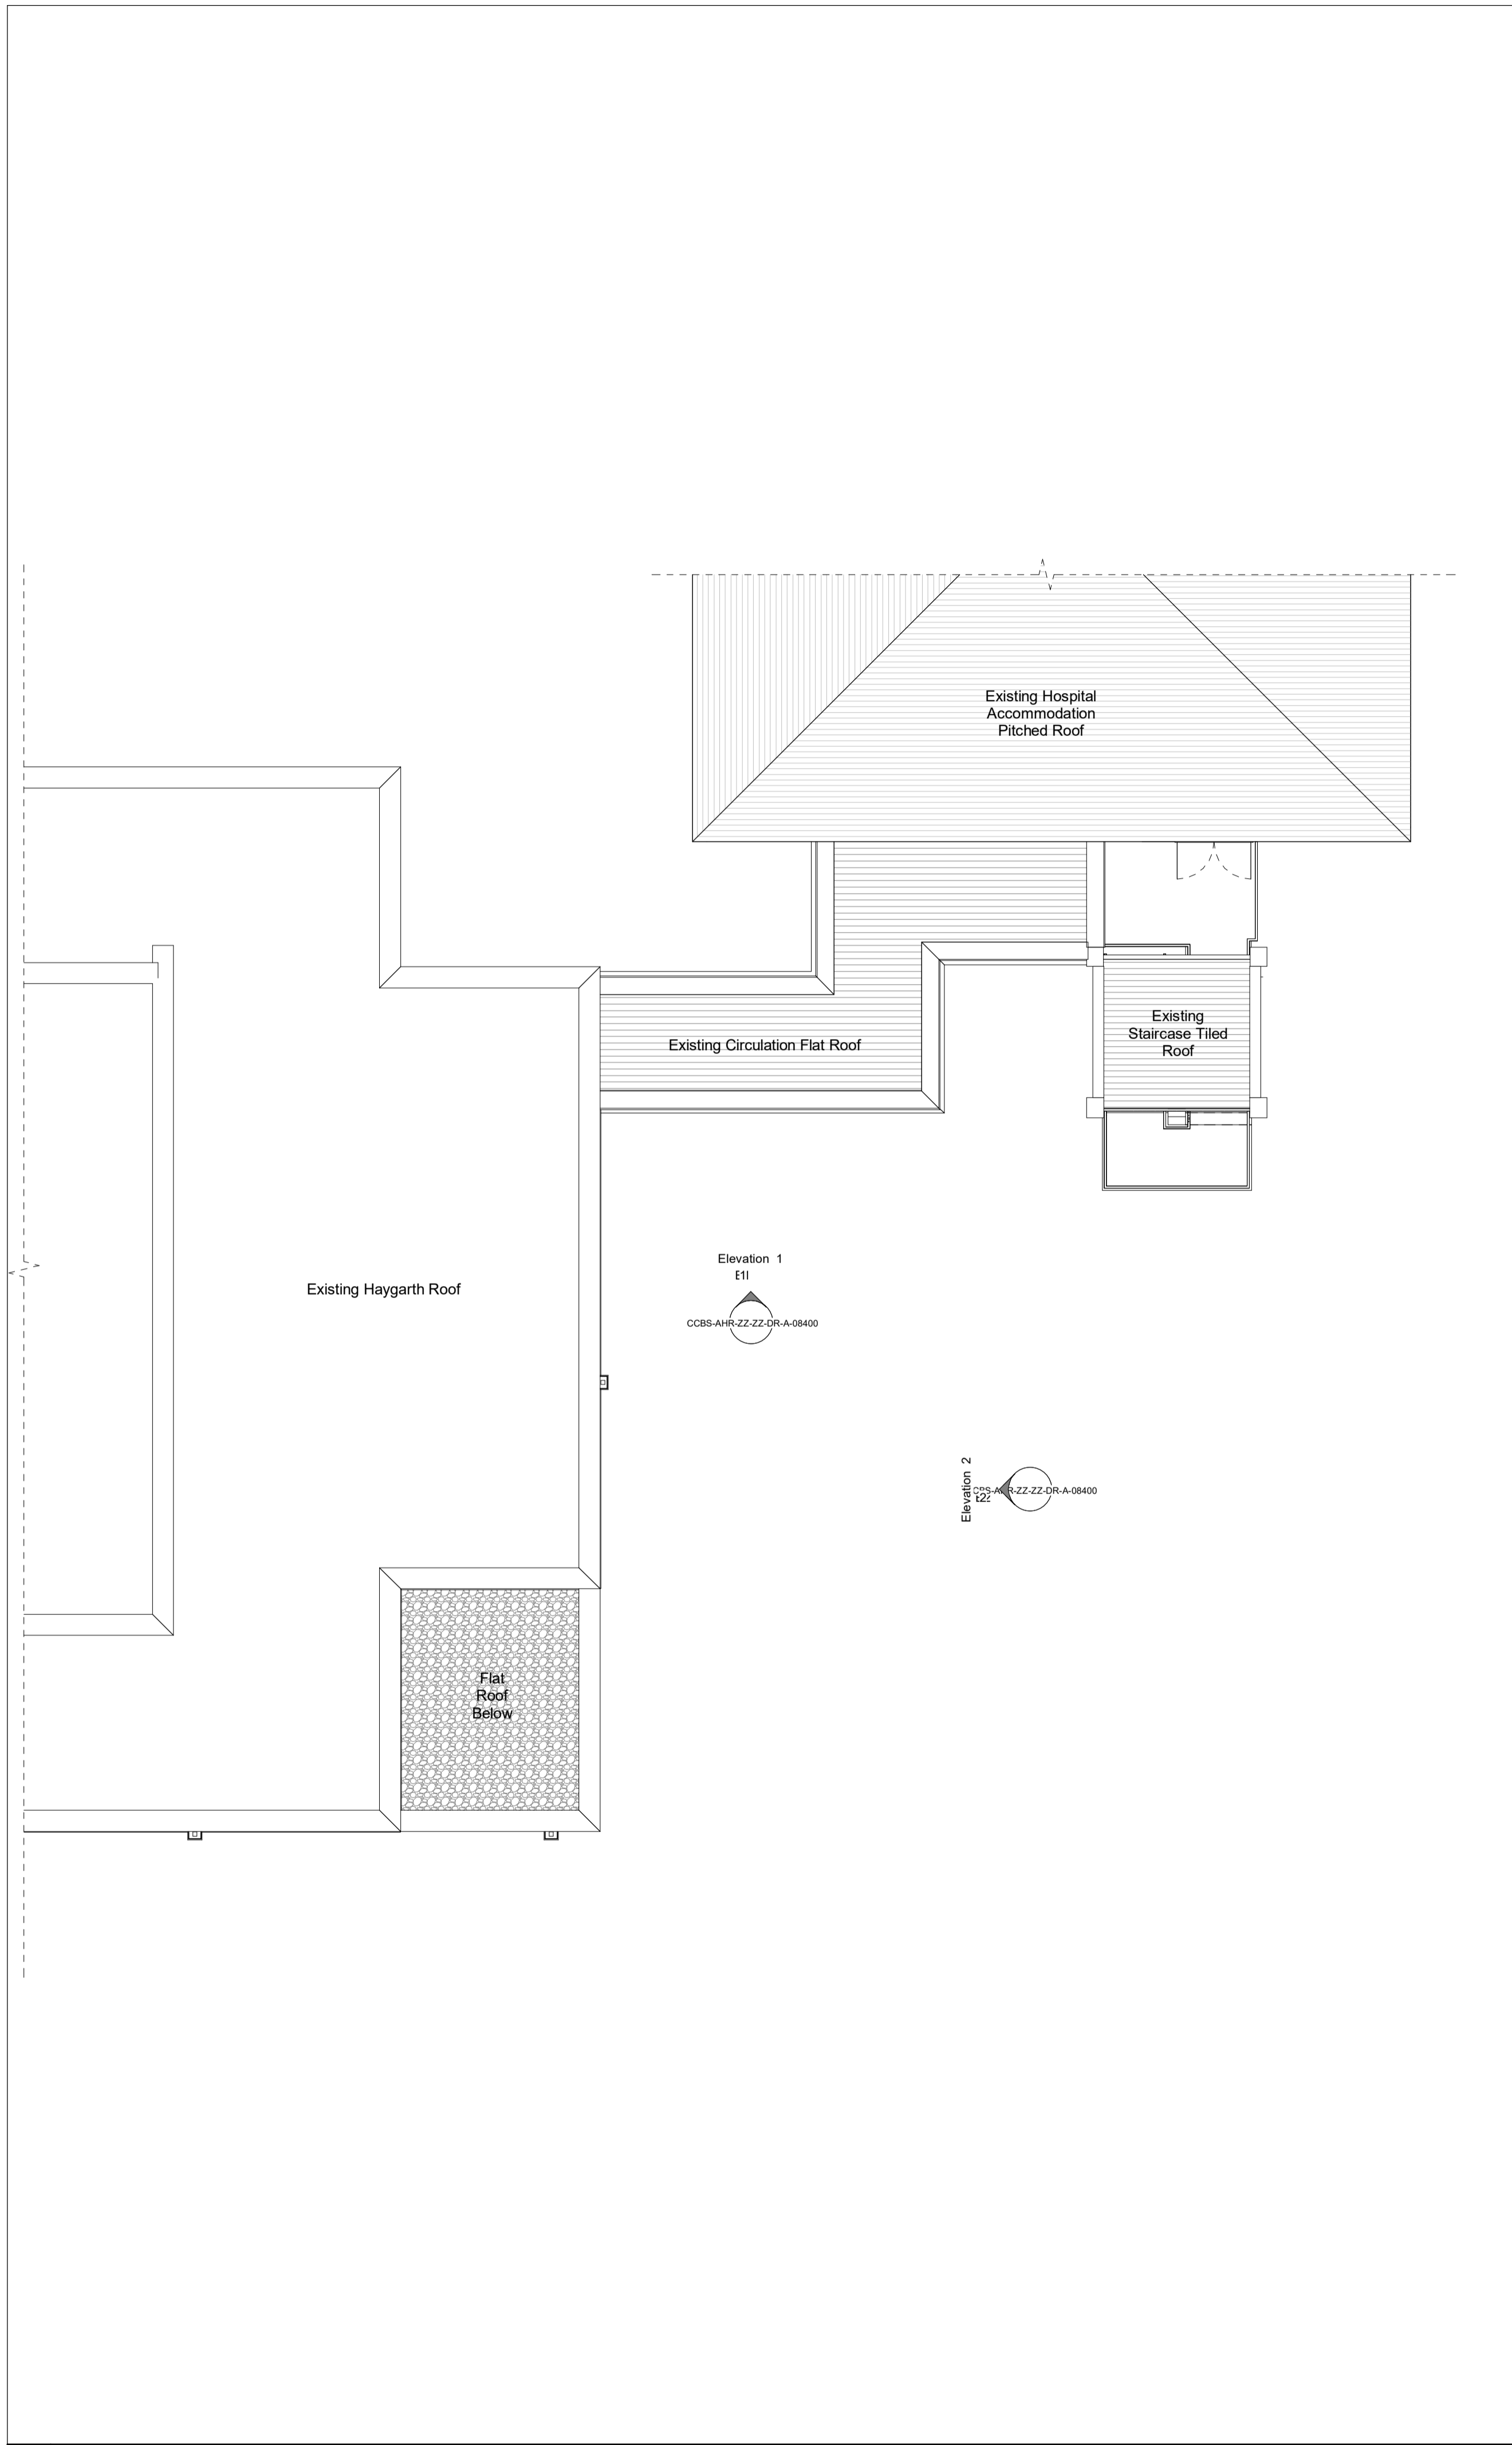 Existing Hospital
Accommodation
Pitched Roof
Existing
Staircase Tiled
Roof
Existing Circulation Flat Roof
Elevation 1
CCBS-AHR-ZZ-ZZ-DR-A-08400
Existing Haygarth Roof
Elevation 2
Flat
Roof
Below